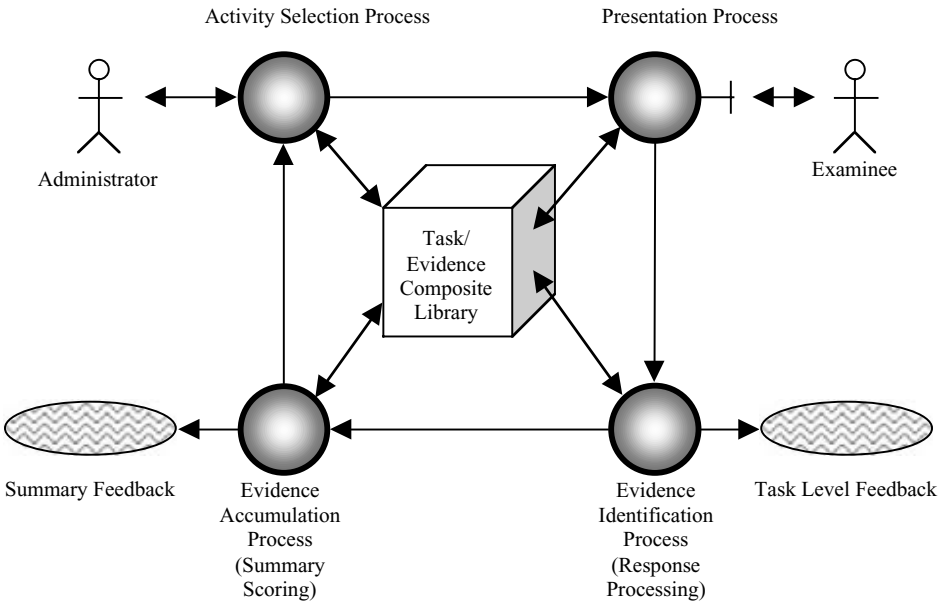 Activity Selection Process
Presentation Process
Administrator
Examinee
Task/
Evidence
Composite
Library
Summary Feedback
Evidence
Accumulation
Process
(Summary
Scoring)
Evidence
Identification
Process
(Response
Processing)
Task Level Feedback